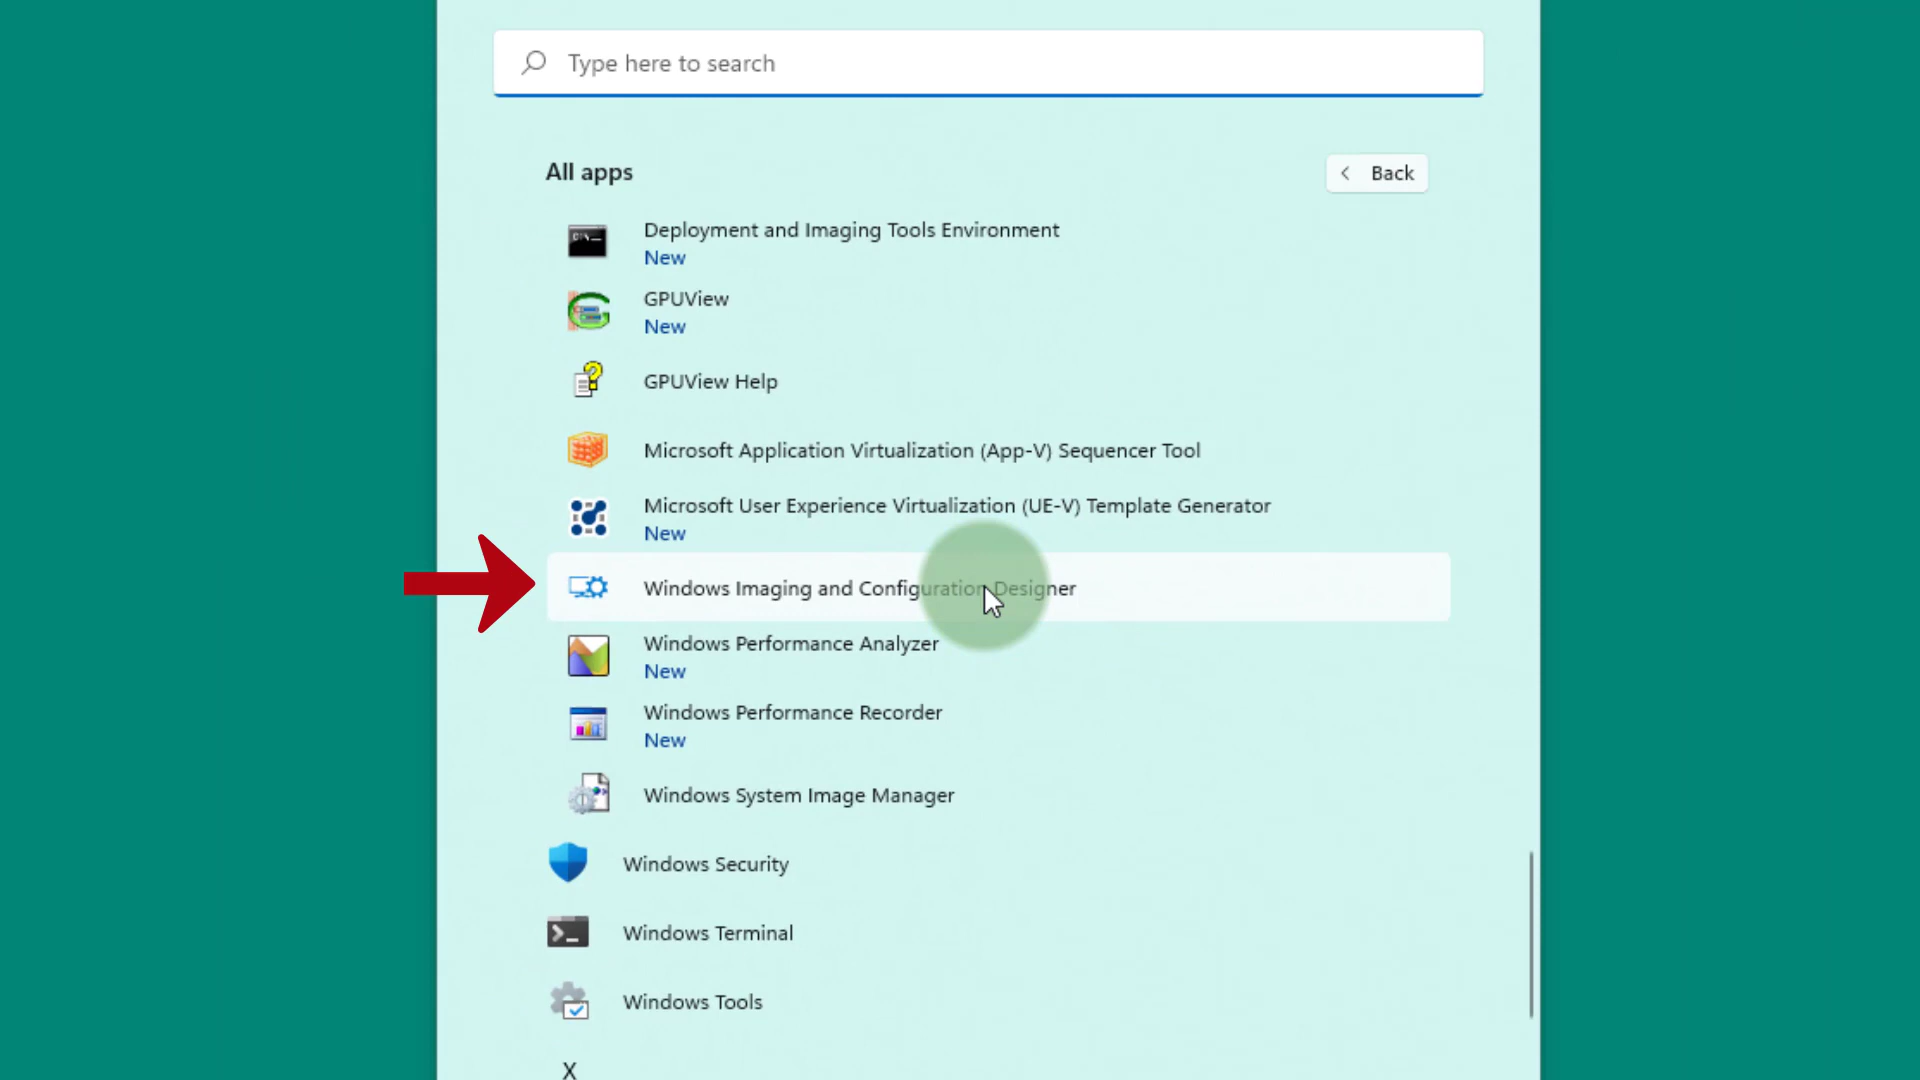 Type here to search
All apps
Back
Deployment and Imaging Tools Environment
New
GPUView
New
GPUView Help
Microsoft Application Virtualization (App-V) Sequencer Tool
Microsoft User Experience Virtualization (UE-V) Template Generator
New
Windows Imaging and Configuration Designer
Windows Performance Analyzer
New
Windows Performance Recorder
New
Windows System Image Manager
Windows Security
Windows Terminal
Windows Tools
X